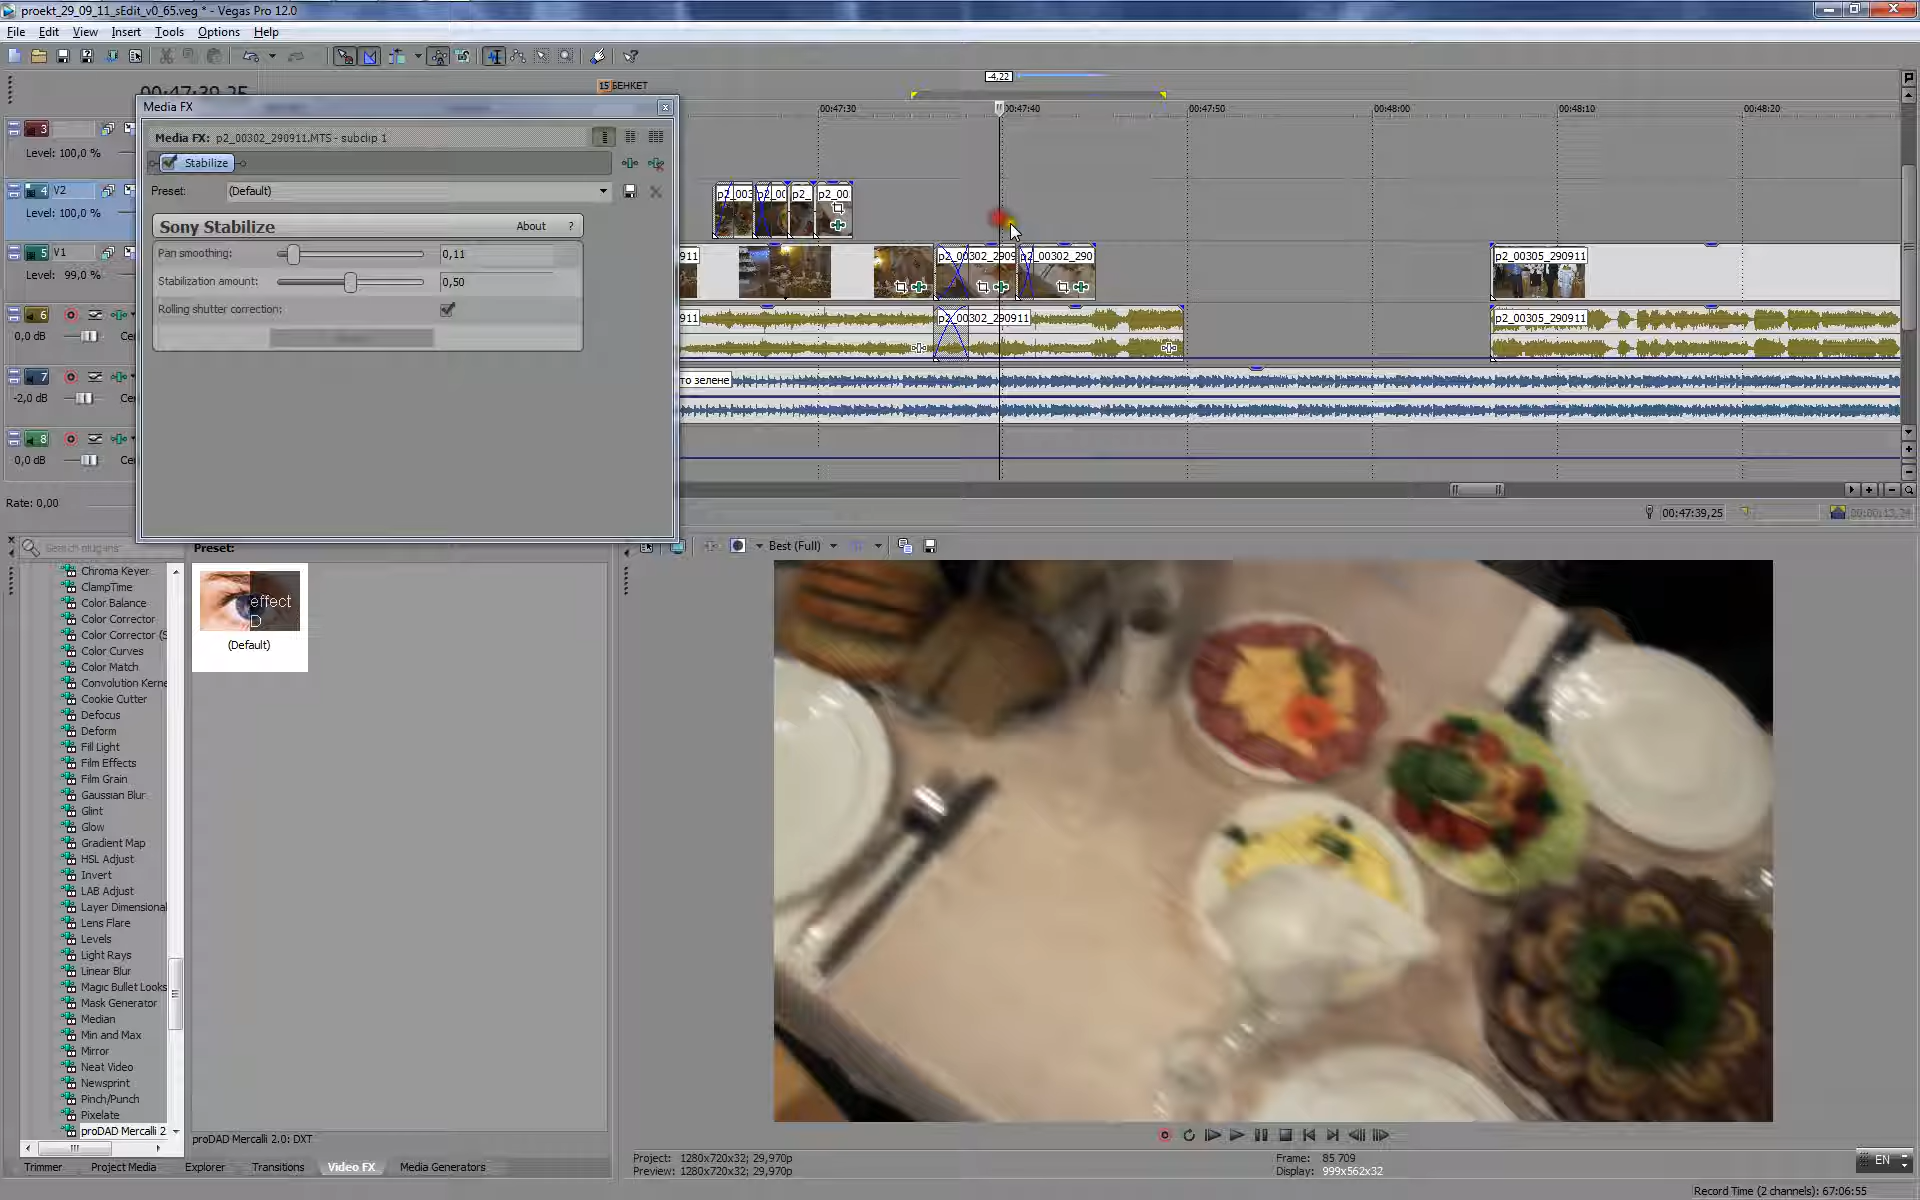 proekt_29_09_11_sEdit_v0_65.veg * - Vegas Pro 12.0
File Edit View Insert Tools Options Help
-4,22
15 БЕНКЕТ
00:47:39,25
00:47:30 00:47:40 00:47:50 00:48:00 00:48:10 00:48:20
Media FX
Media FX: p2_00302_290911.MTS - subclip 1
Stabilize
Preset: (Default)
Sony Stabilize About ?
Pan smoothing: 0,11
Stabilization amount: 0,50
Rolling shutter correction:
3
Level: 100,0 %
4 V2
Level: 100,0 %
5 V1
Level: 99,0 %
6
0,0 dB Cen
7
-2,0 dB Cen
8
0,0 dB Cen
Rate: 0,00
p2_003 p2_00 p2_ p2_00
911 p2_00302_2909 p2_00302_290 p2_00305_290911
911 p2_00302_290911 p2_00305_290911
то зелене
00:47:39,25 00:00:13,24
Search plug-ins
Chroma Keyer
ClampTime
Color Balance
Color Corrector
Color Corrector (S
Color Curves
Color Match
Convolution Kerne
Cookie Cutter
Defocus
Deform
Fill Light
Film Effects
Film Grain
Gaussian Blur
Glint
Glow
Gradient Map
HSL Adjust
Invert
LAB Adjust
Layer Dimensional
Lens Flare
Levels
Light Rays
Linear Blur
Magic Bullet Looks
Mask Generator
Median
Min and Max
Mirror
Neat Video
Newsprint
Pinch/Punch
Pixelate
proDAD Mercalli 2
Preset:
effect
D
(Default)
proDAD Mercalli 2.0: DXT
Trimmer Project Media Explorer Transitions Video FX Media Generators
Best (Full)
Project: 1280x720x32; 29,970p
Preview: 1280x720x32; 29,970p
Frame: 85 709
Display: 999x562x32
EN
Record Time (2 channels): 67:06:55